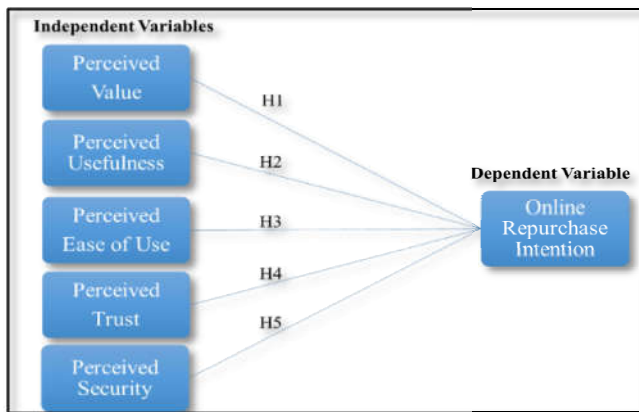 Independent Variables
Perceived
Value
H1
Perceived
Usefulness
H2
Perceived
Ease of Use
H3
Perceived
Trust
H4
Perceived
Security
H5
Dependent Variable
Online
Repurchase
Intention